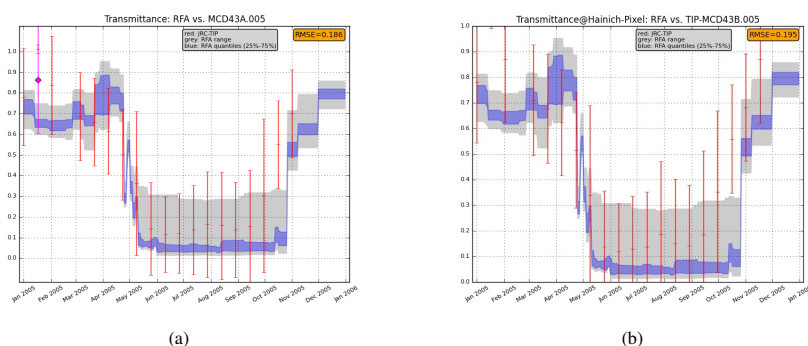 Transmittance: RFA vs. MCD43A.005
red: JRC-TIP
grey: RFA range
blue: RFA quantiles (25%-75%)
RMSE=0.186
1.0
0.9
0.8
0.7
0.6
0.5
0.4
0.3
0.2
0.1
0.0
Jan 2005 Feb 2005 Mar 2005 Apr 2005 May 2005 Jun 2005 Jul 2005 Aug 2005 Sep 2005 Oct 2005 Nov 2005 Dec 2005 Jan 2006
(a)
Transmittance@Hainich-Pixel: RFA vs. TIP-MCD43B.005
red: JRC-TIP
grey: RFA range
blue: RFA quantiles (25%-75%)
RMSE=0.195
1.0
0.9
0.8
0.7
0.6
0.5
0.4
0.3
0.2
0.1
0.0
Jan 2005 Feb 2005 Mar 2005 Apr 2005 May 2005 Jun 2005 Jul 2005 Aug 2005 Sep 2005 Oct 2005 Nov 2005 Dec 2005 Jan
(b)